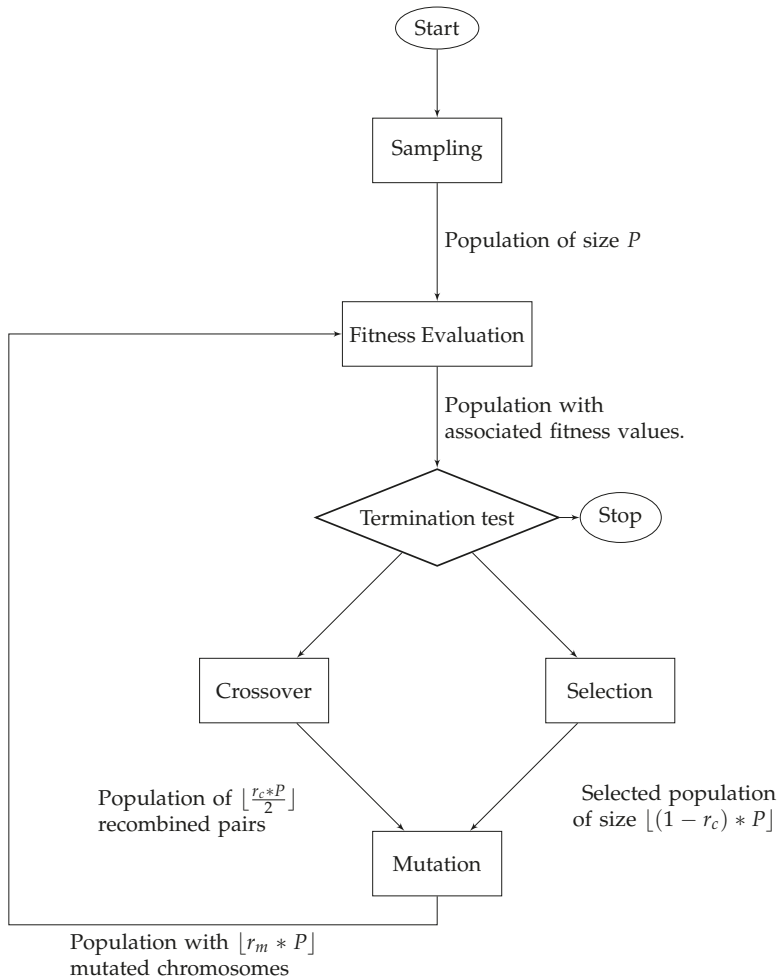 Start
Sampling
Population of size P
Fitness Evaluation
Population with
associated fitness values.
Termination test
Stop
Crossover
Selection
Population of ⌊\frac{r_c*P}{2}⌋
recombined pairs
Selected population
of size ⌊(1 − r_c) ∗ P⌋
Mutation
Population with ⌊r_m ∗ P⌋
mutated chromosomes